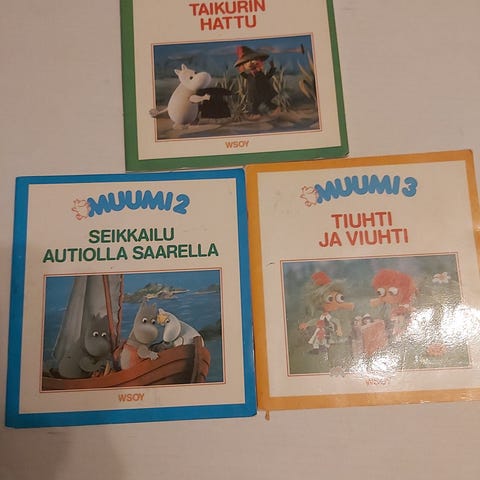 TAIKURIN
HATTU
WSOY
MUUMI 2
SEIKKAILU
AUTIOLLA SAARELLA
WSOY
MUUMI 3
TIUHTI
JA VIUHTI
WSOY